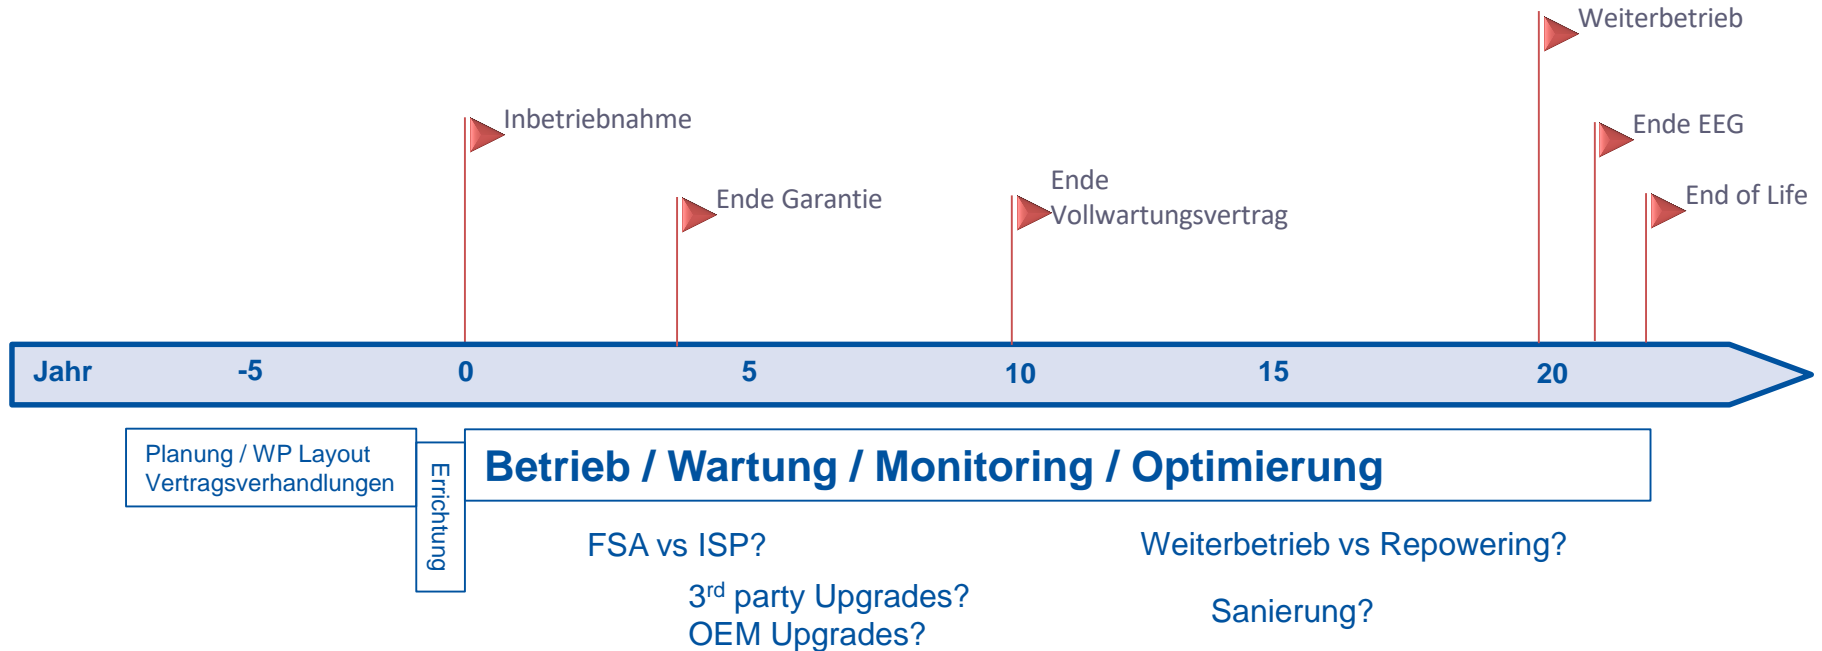 Weiterbetrieb
Inbetriebnahme
Ende EEG
Ende Garantie
Ende
Vollwartungsvertrag
End of Life
Jahr -5 0 5 10 15 20
Planung / WP Layout
Vertragsverhandlungen
Errichtung
Betrieb / Wartung / Monitoring / Optimierung
FSA vs ISP?
Weiterbetrieb vs Repowering?
3rd party Upgrades?
OEM Upgrades?
Sanierung?